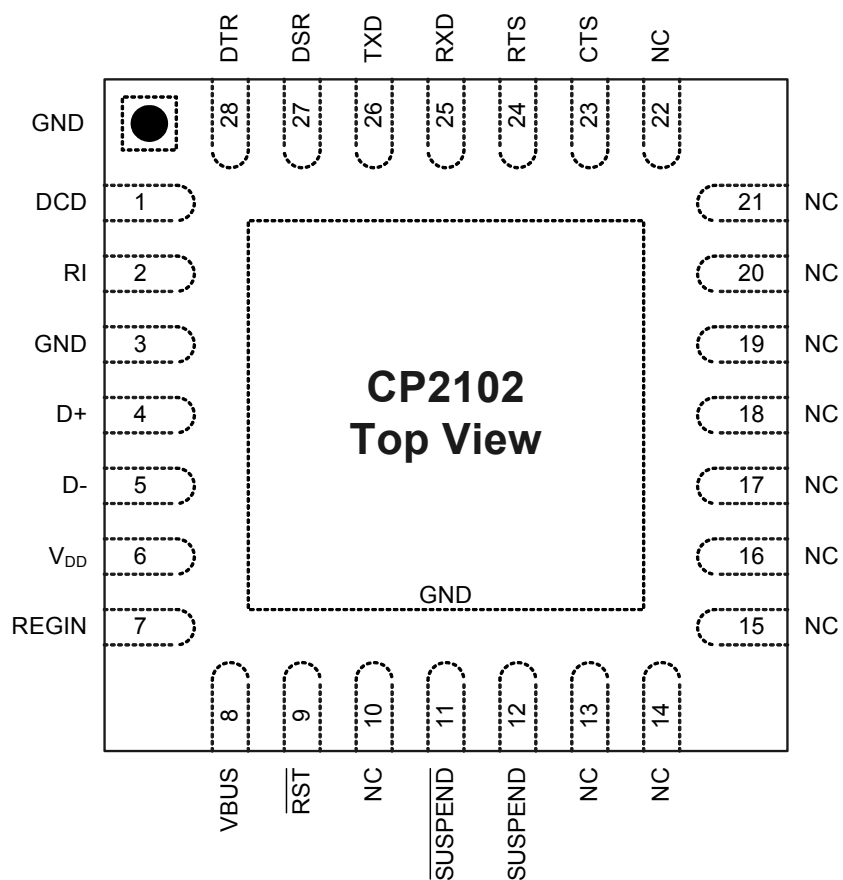 DTR DSR TXD RXD RTS CTS NC
28 27 26 25 24 23 22
GND
DCD 1 21 NC
RI 2 20 NC
GND 3 19 NC
D+ 4 18 NC
CP2102
Top View
D- 5 17 NC
VDD 6 16 NC
GND
REGIN 7 15 NC
8 9 10 11 12 13 14
VBUS RST NC SUSPEND SUSPEND NC NC